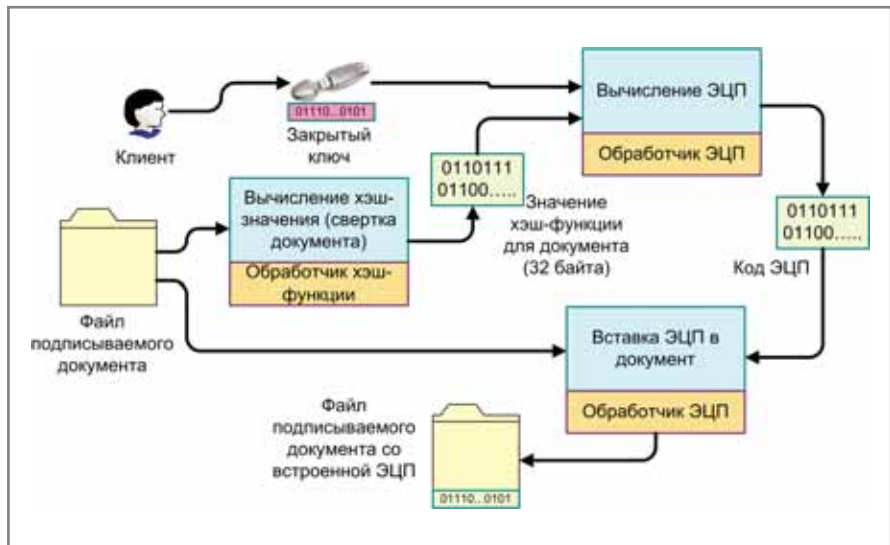 01110...0101
Клиент
Закрытый
ключ
Вычисление ЭЦП
Обработчик ЭЦП
0110111
01100.....
Значение
хэш-функции
для документа
(32 байта)
Вычисление хэш-
значения (свертка
документа)
Обработчик хэш-
функции
0110111
01100.....
Код ЭЦП
Файл
подписываемого
документа
Вставка ЭЦП в
документ
Обработчик ЭЦП
Файл
подписываемого
документа со
встроенной ЭЦП
01110...0101